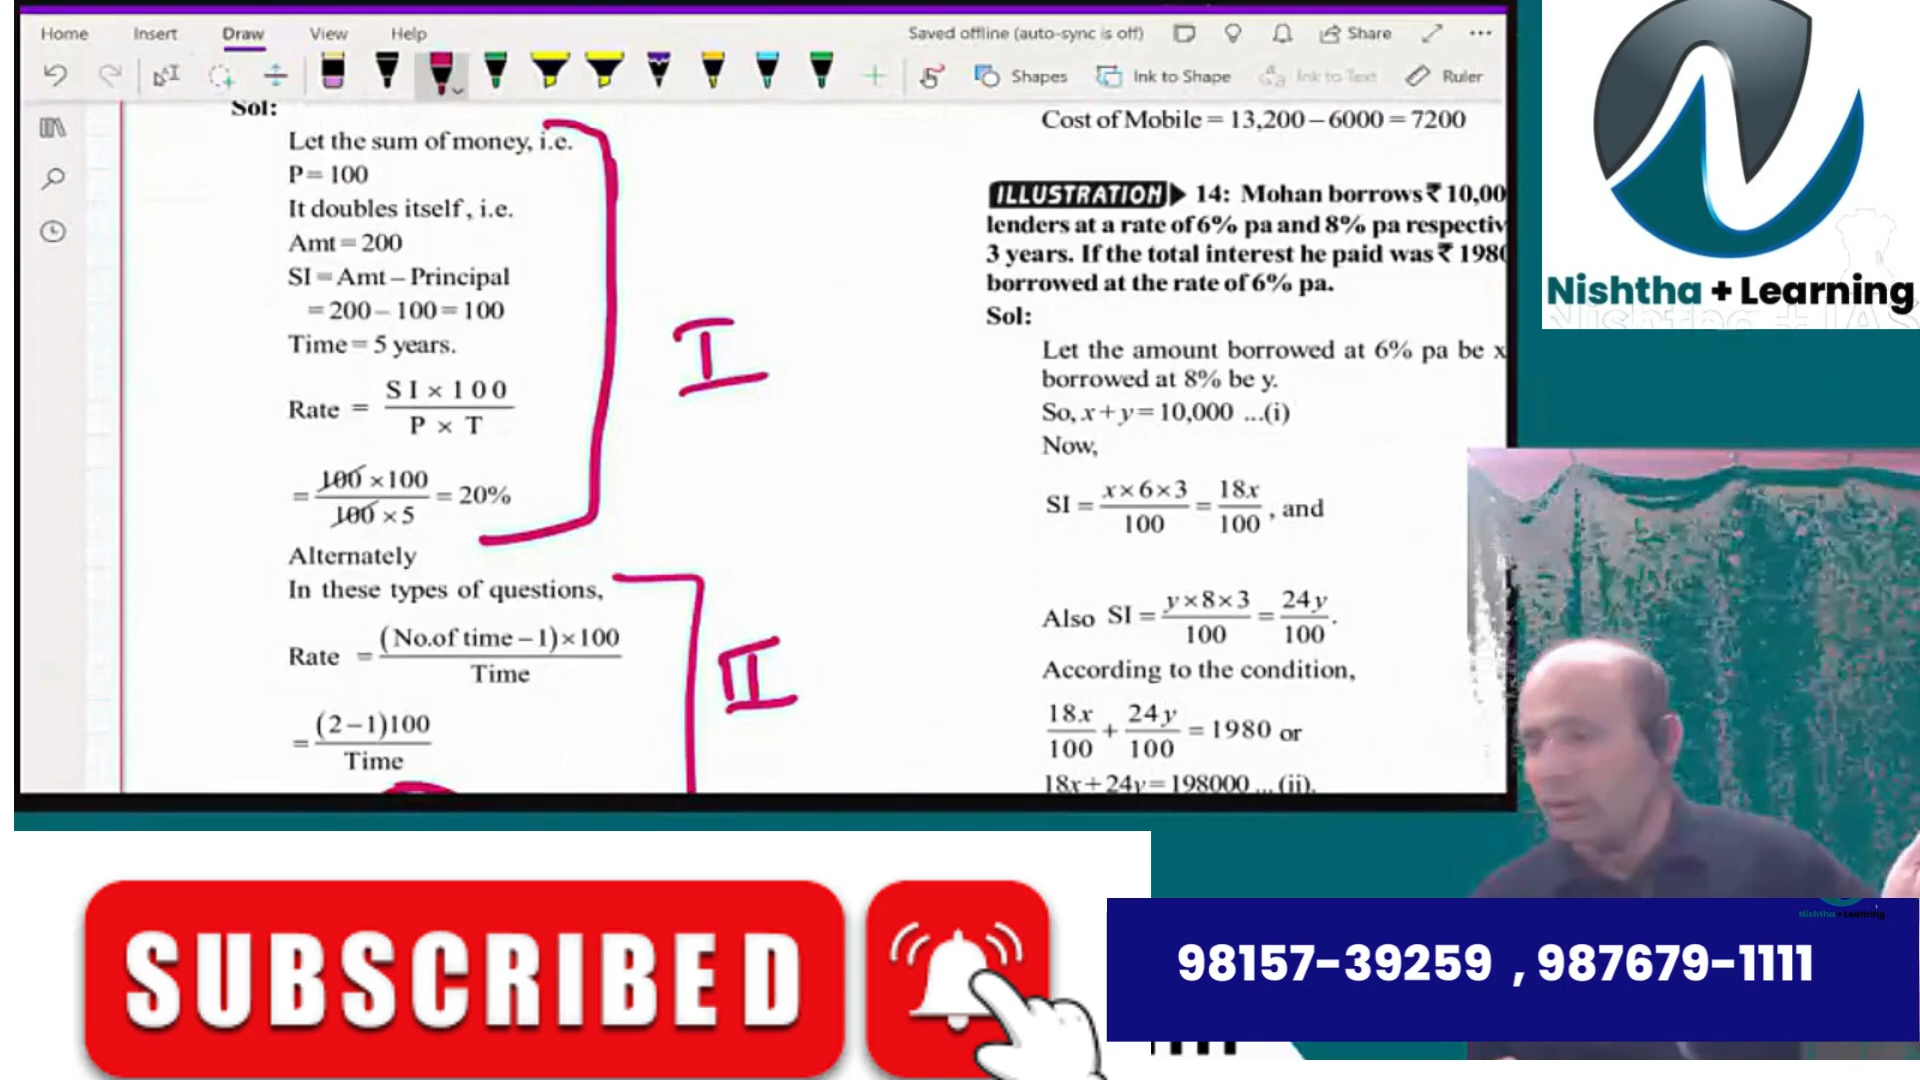 Home Insert Draw View Help Saved offline (auto-sync is off) Share
Shapes Ink to Shape Ink to Text Ruler
Sol:
Let the sum of money, i.e.
P = 100
It doubles itself, i.e.
Amt = 200
SI = Amt – Principal
= 200 – 100 = 100
Time = 5 years.
Rate = SI × 100 / P × T
= 100 × 100 / 100 × 5 = 20%
Alternately
In these types of questions,
Rate = (No.of time – 1) × 100 / Time
= (2 – 1)100 / Time
I
II
Cost of Mobile = 13,200 – 6000 = 7200
ILLUSTRATION 14: Mohan borrows ₹ 10,00
lenders at a rate of 6% pa and 8% pa respectiv
3 years. If the total interest he paid was ₹ 198
borrowed at the rate of 6% pa.
Sol:
Let the amount borrowed at 6% pa be x
borrowed at 8% be y.
So, x + y = 10,000 ...(i)
Now,
SI = x × 6 × 3 / 100 = 18x / 100 , and
Also SI = y × 8 × 3 / 100 = 24y / 100 .
According to the condition,
18x / 100 + 24y / 100 = 1980 or
18x + 24y = 198000 ... (ii).
Nishtha + Learning
SUBSCRIBED
Nishtha + Learning
98157-39259 , 987679-1111